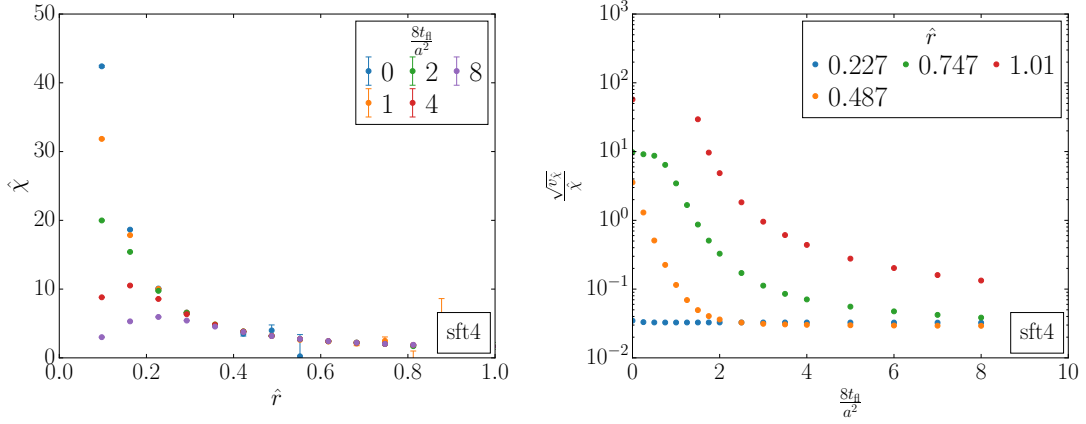 50
40
30
20
10
0
χ̂
0.0 0.2 0.4 0.6 0.8 1.0
r̂
8t_fl/a²
0 2 8
1 4
sft4
10³
10²
10¹
10⁰
10⁻¹
10⁻²
√v_χ̂/χ̂
0 2 4 6 8 10
8t_fl/a²
r̂
0.227 0.747 1.01
0.487
sft4